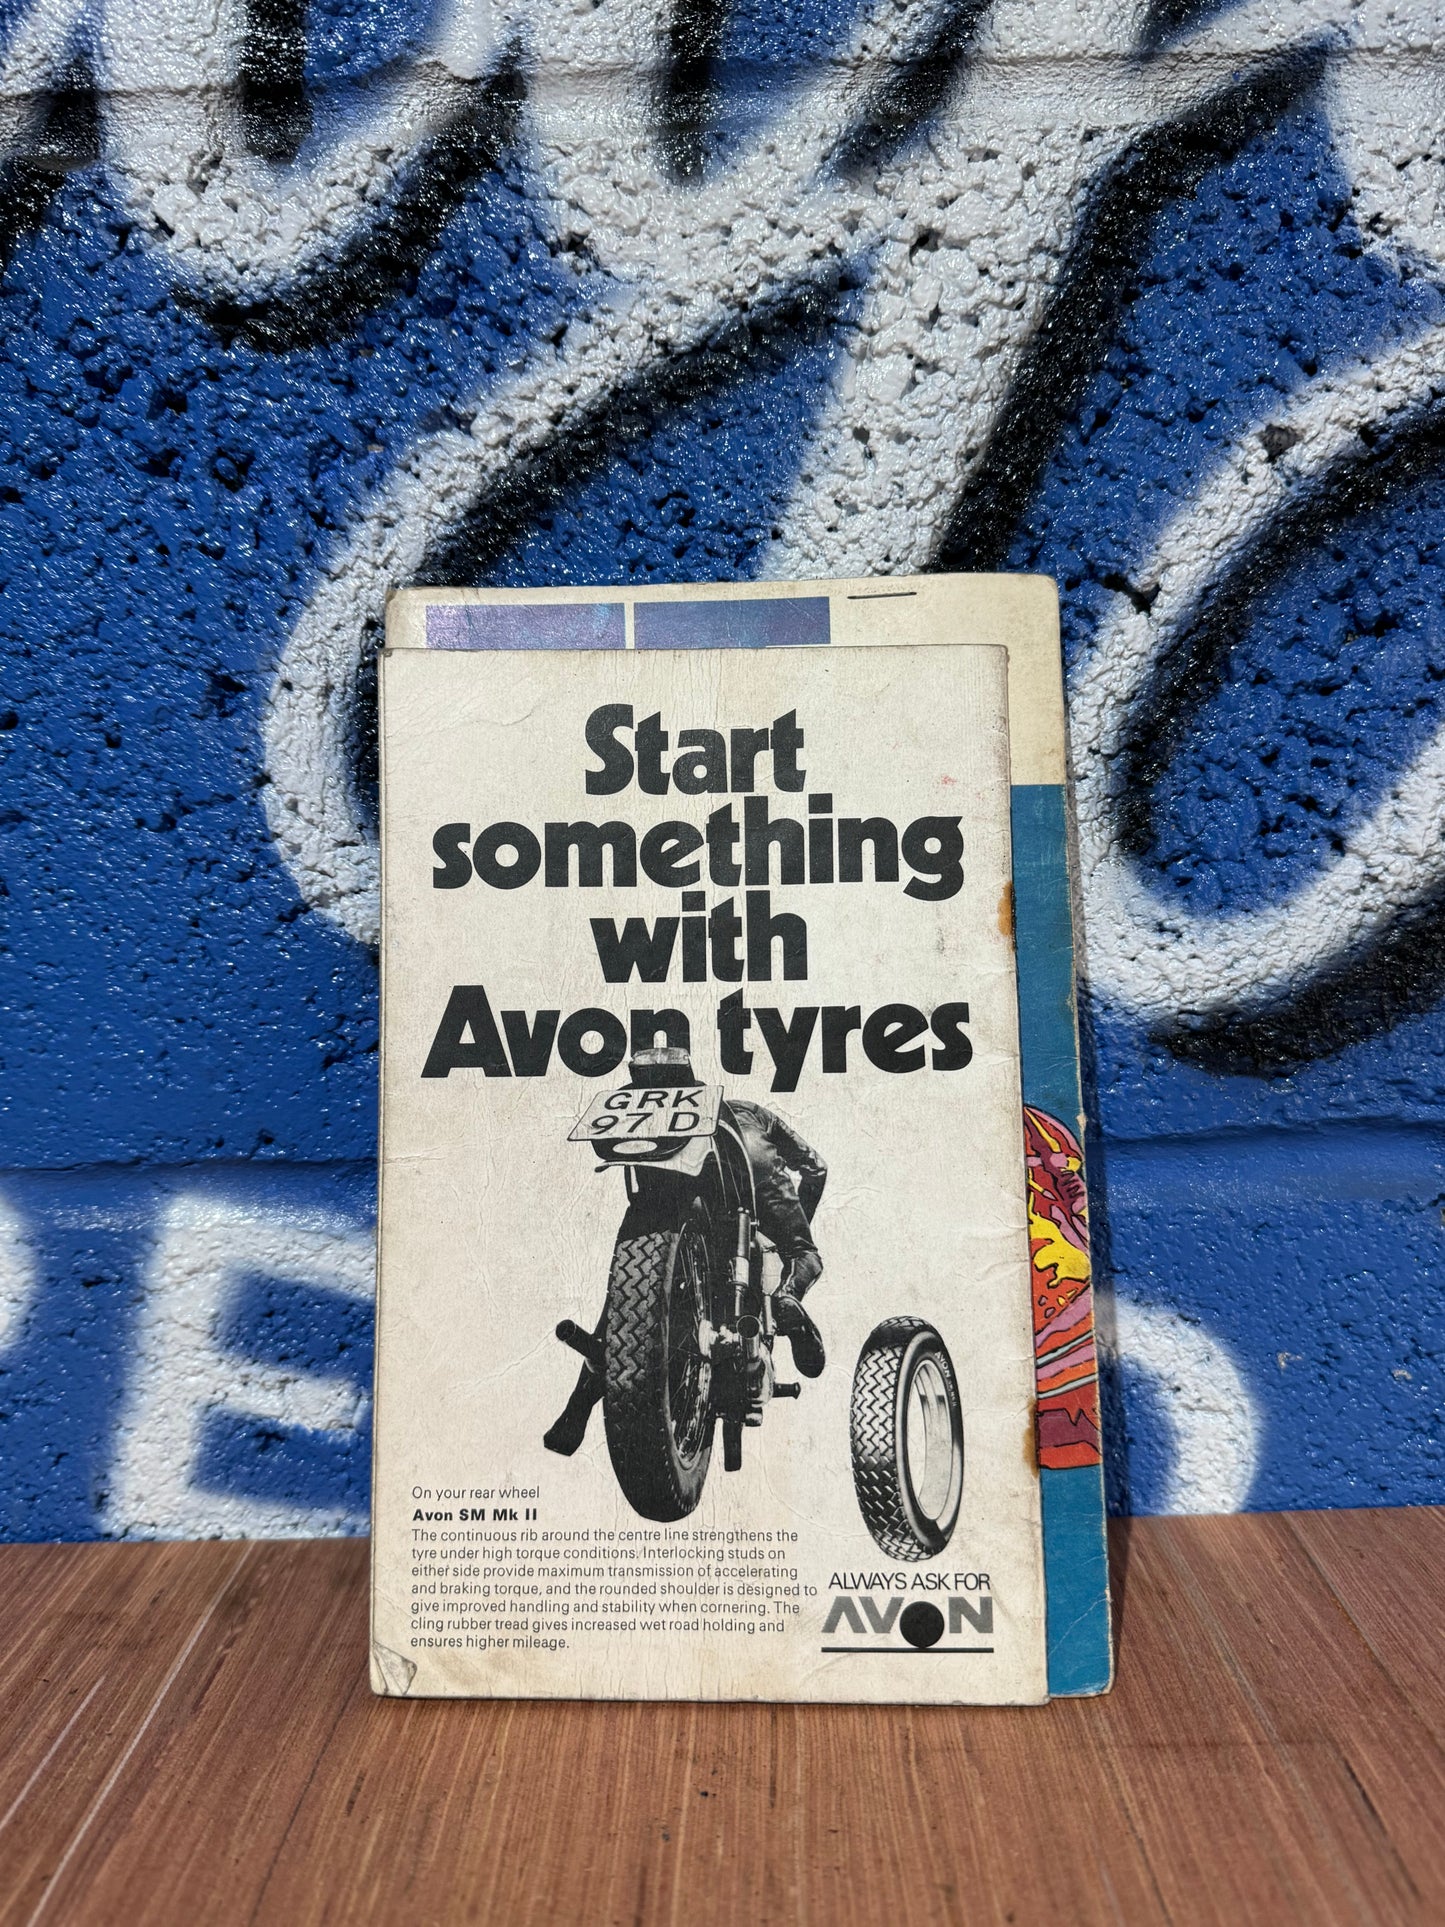 Start
something
with
Avon tyres
GRK
97 D
On your rear wheel
Avon SM Mk II
The continuous rib around the centre line strengthens the
tyre under high torque conditions. Interlocking studs on
either side provide maximum transmission of accelerating
and braking torque, and the rounded shoulder is designed to
give improved handling and stability when cornering. The
cling rubber tread gives increased wet road holding and
ensures higher mileage.
ALWAYS ASK FOR
AVON